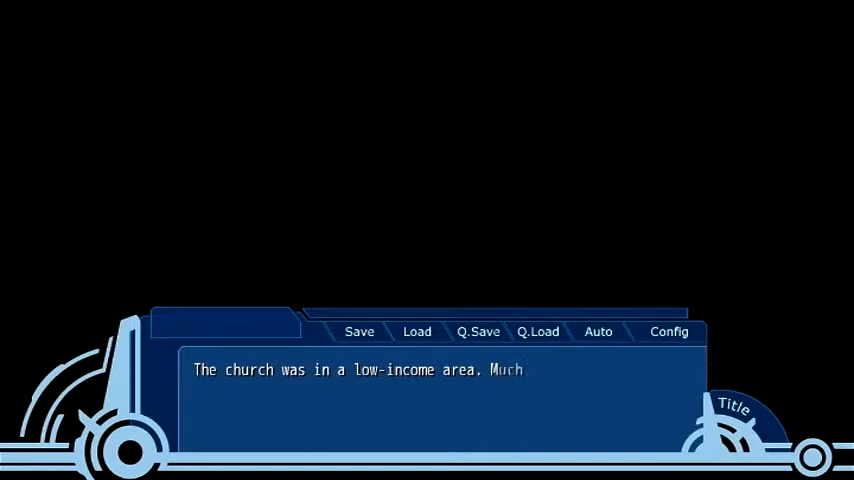 Save Load Q.Save Q.Load Auto Config
The church was in a low-income area. Much
Title